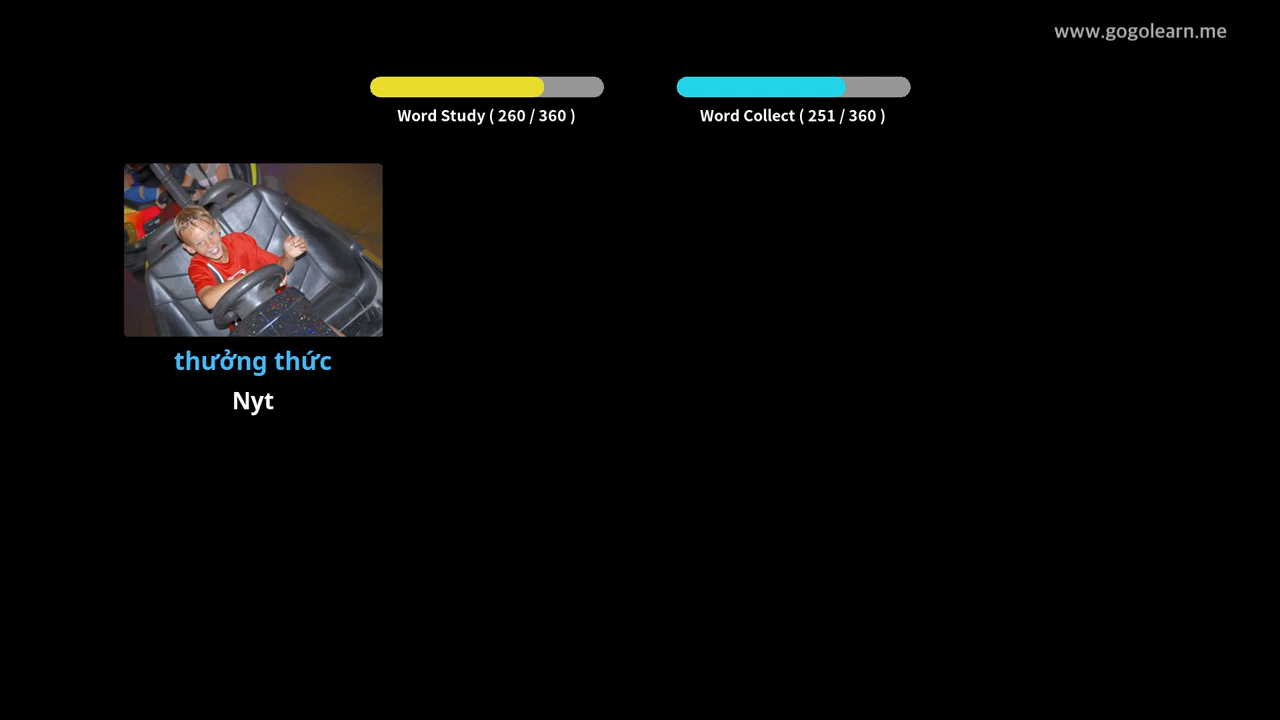 www.gogolearn.me
Word Study ( 260 / 360 )
Word Collect ( 251 / 360 )
thưởng thức
Nyt